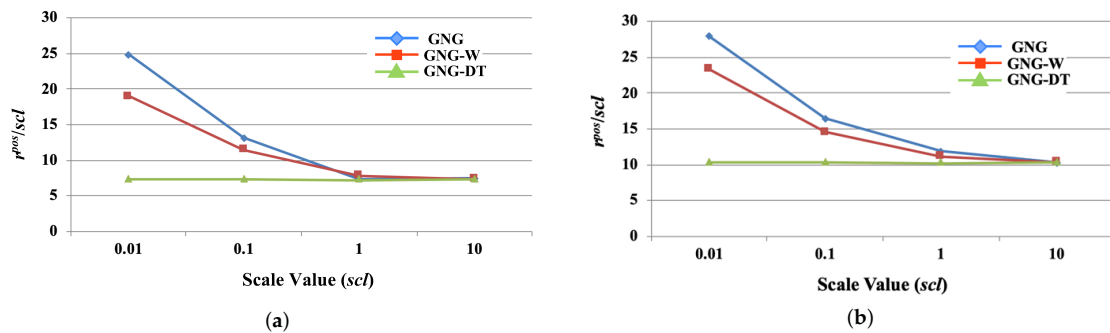 30
25
20
15
10
5
0
r^pos/scl
GNG
GNG-W
GNG-DT
0.01 0.1 1 10
Scale Value (scl)
(a)
30
25
20
15
10
5
0
r^pos/scl
GNG
GNG-W
GNG-DT
0.01 0.1 1 10
Scale Value (scl)
(b)